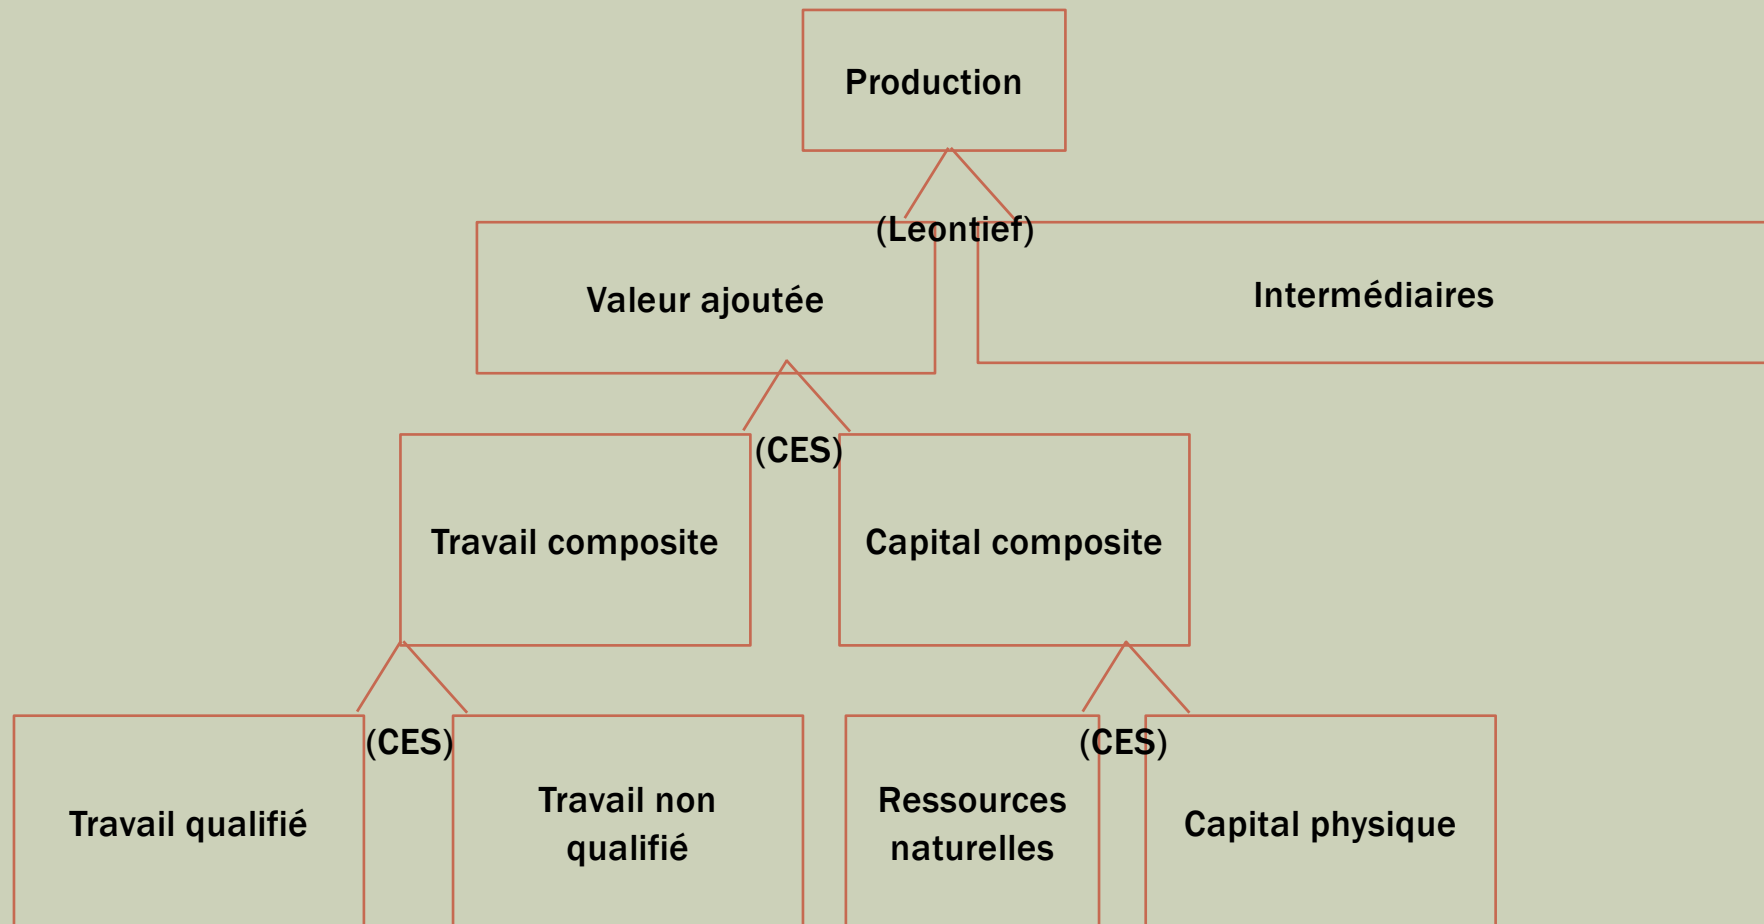 Production
(Leontief)
Valeur ajoutée
Intermédiaires
(CES)
Travail composite
Capital composite
(CES)
(CES)
Travail qualifié
Travail non
qualifié
Ressources
naturelles
Capital physique